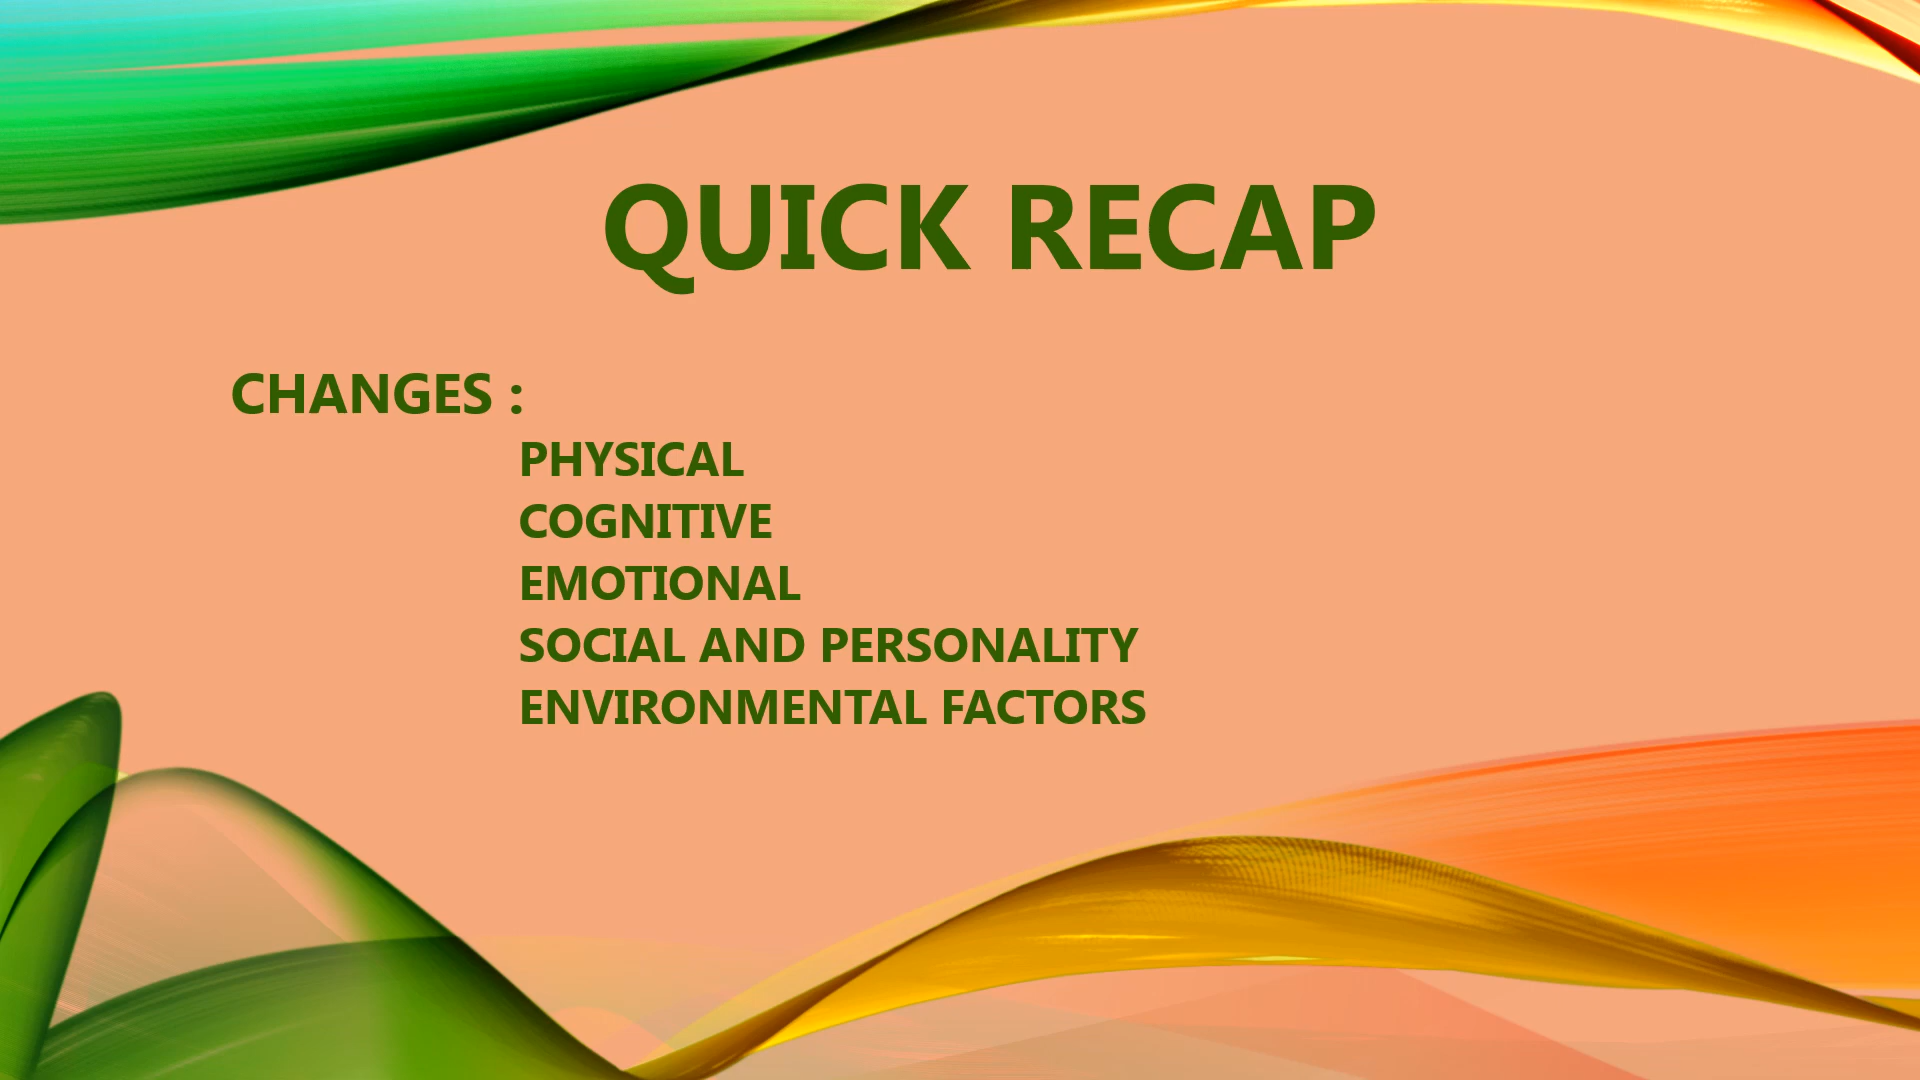 QUICK RECAP
CHANGES :
PHYSICAL
COGNITIVE
EMOTIONAL
SOCIAL AND PERSONALITY
ENVIRONMENTAL FACTORS